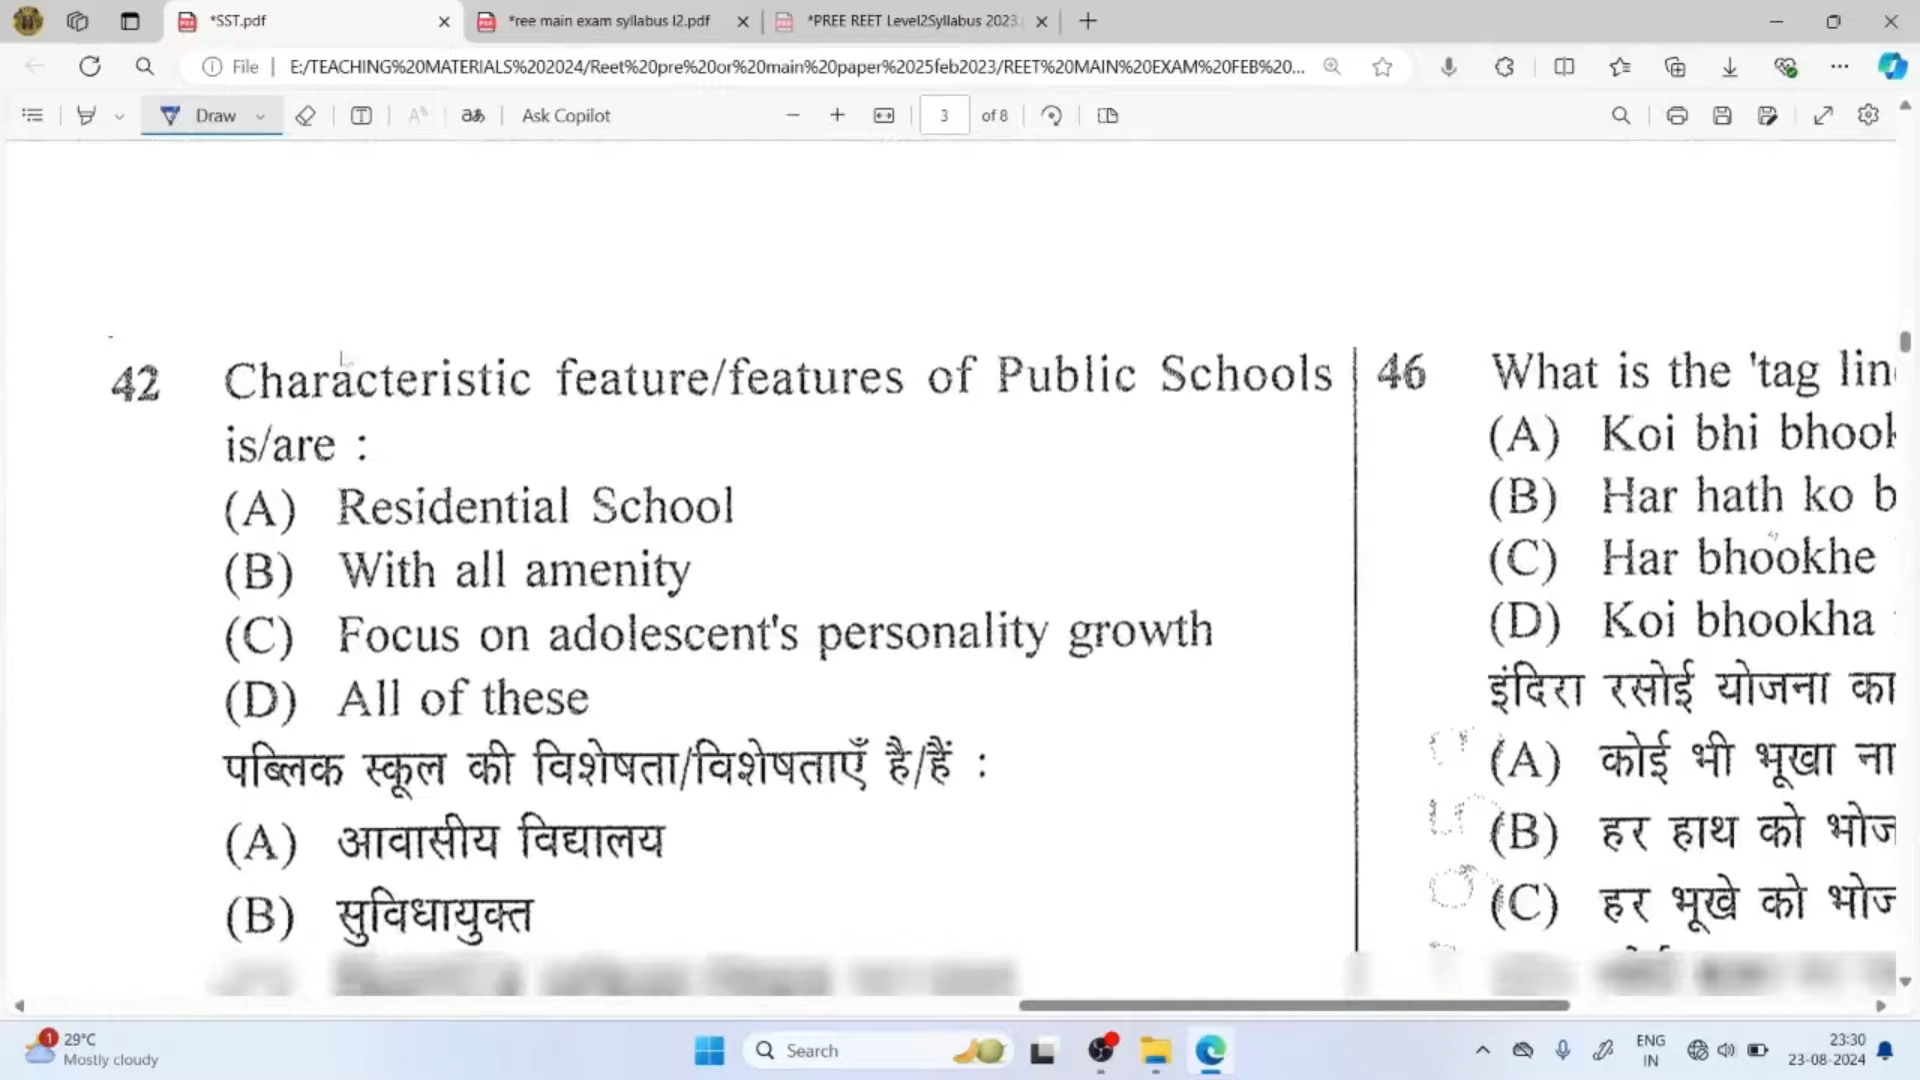 *SST.pdf
*ree main exam syllabus l2.pdf
*PREE REET Level2Syllabus 2023.
File
E:/TEACHING%20MATERIALS%202024/Reet%20pre%20or%20main%20paper%2025feb2023/REET%20MAIN%20EXAM%20FEB%20...
Draw
aあ
Ask Copilot
3 of 8
42 Characteristic feature/features of Public Schools
is/are :
(A) Residential School
(B) With all amenity
(C) Focus on adolescent's personality growth
(D) All of these
पब्लिक स्कूल की विशेषता/विशेषताएँ है/हैं :
(A) आवासीय विद्यालय
(B) सुविधायुक्त
46 What is the 'tag
(A) Koi bhi
(B) Har hath ko
(C) Har bhookhe
(D) Koi bhookha
इंदिरा रसोई योजना का
(A) कोई भी भूखा
(B) हर हाथ को
(C) हर भूखे को
1
29°C
Mostly cloudy
Search
ENG
IN
23:30
23-08-2024